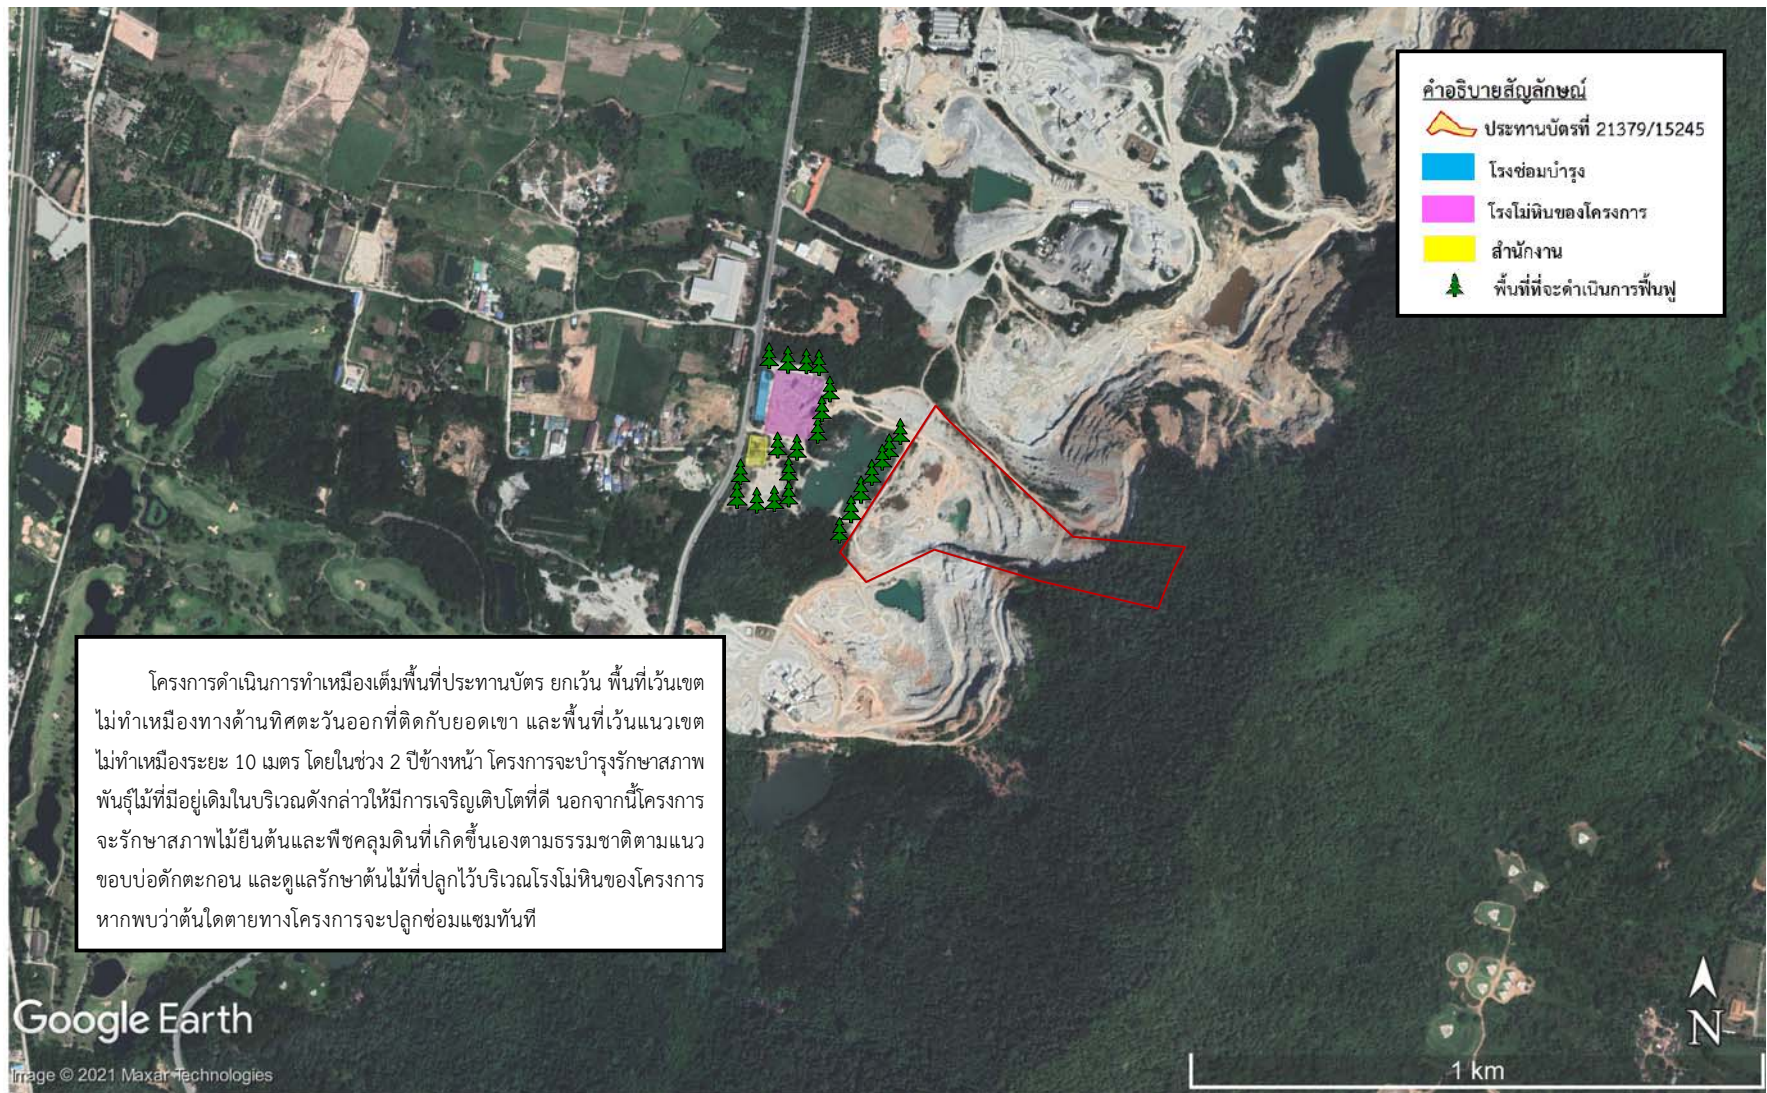 คำอธิบายสัญลักษณ์
ประทานบัตรที่ 21379/15245
โรงซ่อมบำรุง
โรงโม่หินของโครงการ
สำนักงาน
พื้นที่ที่จะดำเนินการฟื้นฟู
โครงการดำเนินการทำเหมืองเต็มพื้นที่ประทานบัตร ยกเว้น พื้นที่เว้นเขต
ไม่ทำเหมืองทางด้านทิศตะวันออกที่ติดกับยอดเขา และพื้นที่เว้นแนวเขต
ไม่ทำเหมืองระยะ 10 เมตร โดยในช่วง 2 ปีข้างหน้า โครงการจะบำรุงรักษาสภาพ
พันธุ์ไม้ที่มีอยู่เดิมในบริเวณดังกล่าวให้มีการเจริญเติบโตที่ดี นอกจากนี้โครงการ
จะรักษาสภาพไม้ยืนต้นและพืชคลุมดินที่เกิดขึ้นเองตามธรรมชาติตามแนว
ขอบบ่อดักตะกอน และดูแลรักษาต้นไม้ที่ปลูกไว้บริเวณโรงโม่หินของโครงการ
หากพบว่าต้นใดตายทางโครงการจะปลูกซ่อมแซมทันที
Google Earth
Image © 2021 Maxar Technologies
N
1 km